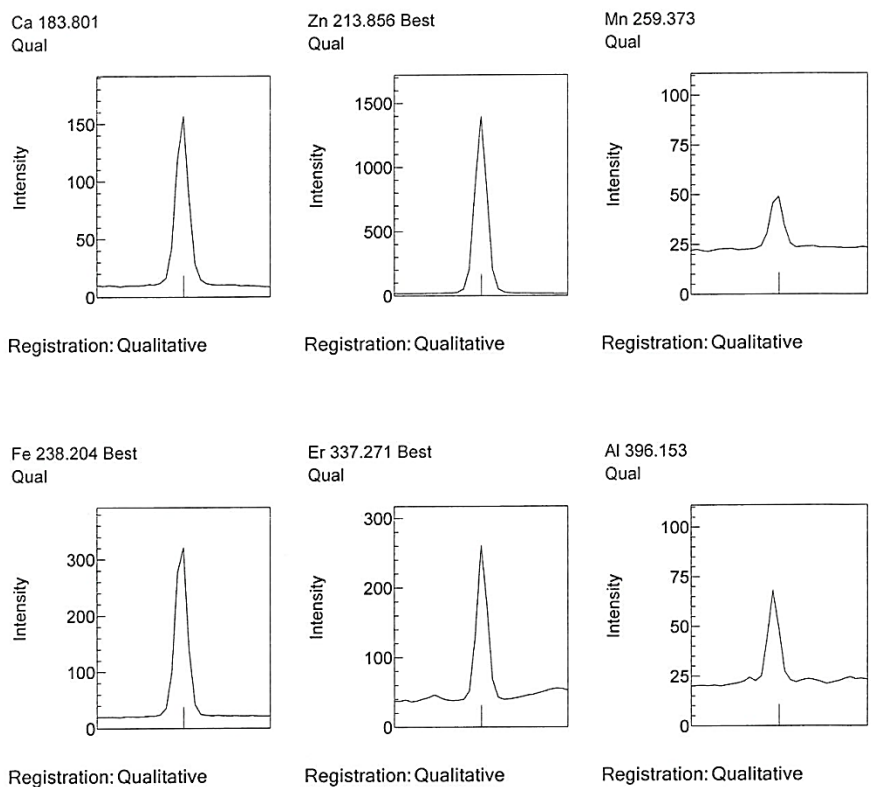 Ca 183.801
Qual
Intensity
150
100
50
0
Registration: Qualitative
Zn 213.856 Best
Qual
Intensity
1500
1000
500
0
Registration: Qualitative
Mn 259.373
Qual
Intensity
100
75
50
25
0
Registration: Qualitative
Fe 238.204 Best
Qual
Intensity
300
200
100
0
Registration: Qualitative
Er 337.271 Best
Qual
Intensity
300
200
100
0
Registration: Qualitative
Al 396.153
Qual
Intensity
100
75
50
25
0
Registration: Qualitative